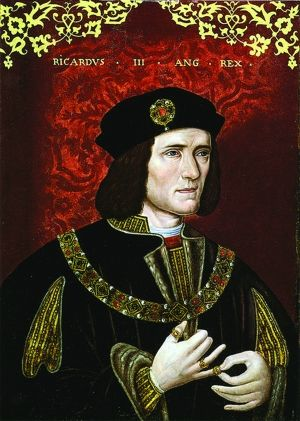 RICARDVS · III · ANG · REX ·